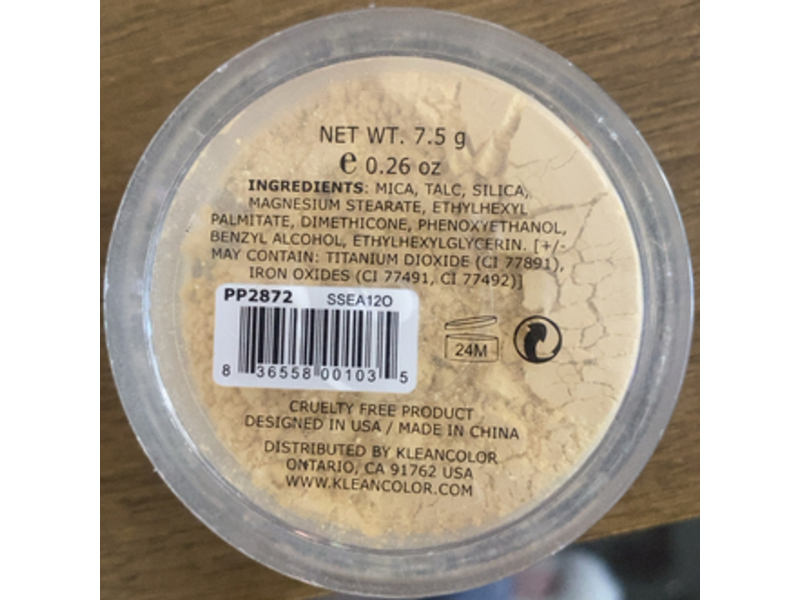 NET WT. 7.5 g
e 0.26 oz
INGREDIENTS: MICA, TALC, SILICA,
MAGNESIUM STEARATE, ETHYLHEXYL
PALMITATE, DIMETHICONE, PHENOXYETHANOL,
BENZYL ALCOHOL, ETHYLHEXYLGLYCERIN. [+/-
MAY CONTAIN: TITANIUM DIOXIDE (CI 77891),
IRON OXIDES (CI 77491, CI 77492)]
PP2872 SSEA12O
8 36558 00103 5
24M
CRUELTY FREE PRODUCT
DESIGNED IN USA / MADE IN CHINA
DISTRIBUTED BY KLEANCOLOR
ONTARIO, CA 91762 USA
WWW.KLEANCOLOR.COM